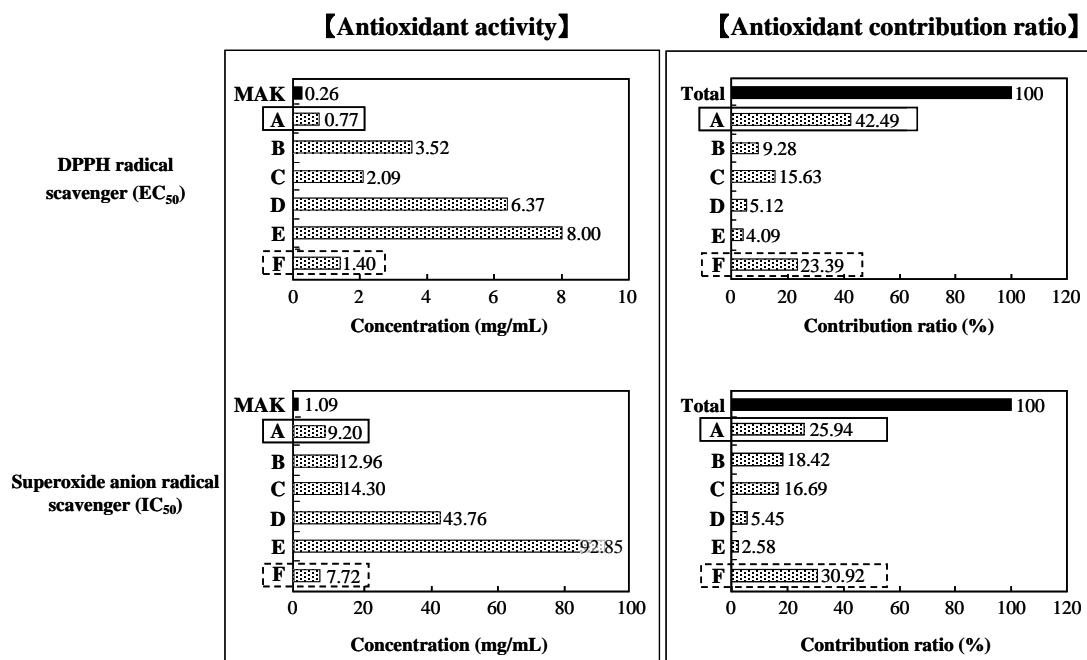 【Antioxidant activity】
【Antioxidant contribution ratio】
DPPH radical
scavenger (EC50)
MAK 0.26
A 0.77
B 3.52
C 2.09
D 6.37
E 8.00
F 1.40
0 2 4 6 8 10
Concentration (mg/mL)
Total 100
A 42.49
B 9.28
C 15.63
D 5.12
E 4.09
F 23.39
0 20 40 60 80 100 120
Contribution ratio (%)
Superoxide anion radical
scavenger (IC50)
MAK 1.09
A 9.20
B 12.96
C 14.30
D 43.76
E 92.85
F 7.72
0 20 40 60 80 100
Concentration (mg/mL)
Total 100
A 25.94
B 18.42
C 16.69
D 5.45
E 2.58
F 30.92
0 20 40 60 80 100 120
Contribution ratio (%)